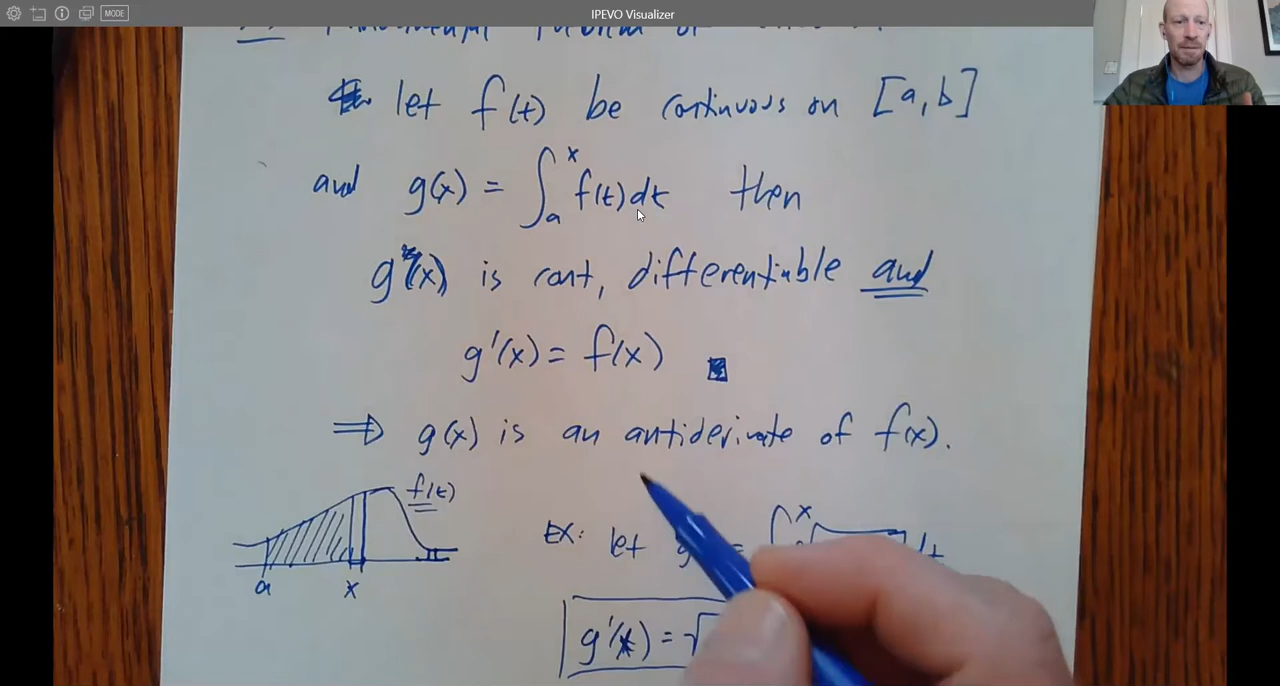 MODE
IPEVO Visualizer
let f(t) be continuous on [a, b]
and g(x) = ∫ₐˣ f(t) dt then
g(x) is cont, differentiable and
g'(x) = f(x)
⇒ g(x) is an antiderivate of f(x).
f(t)
a x
EX: let g = ∫ˣ √ dt
g'(x) = √